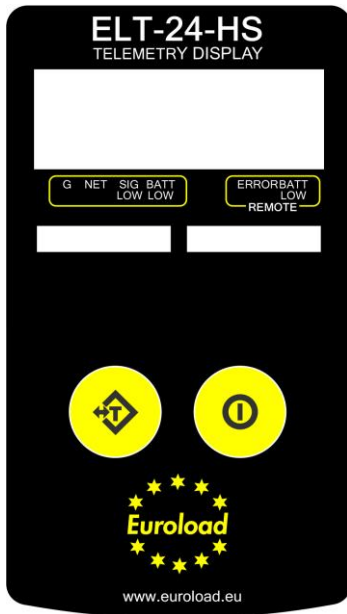 ELT-24-HS
TELEMETRY DISPLAY
G NET SIG LOW BATT LOW
ERROR BATT LOW
REMOTE
T
Euroload
www.euroload.eu